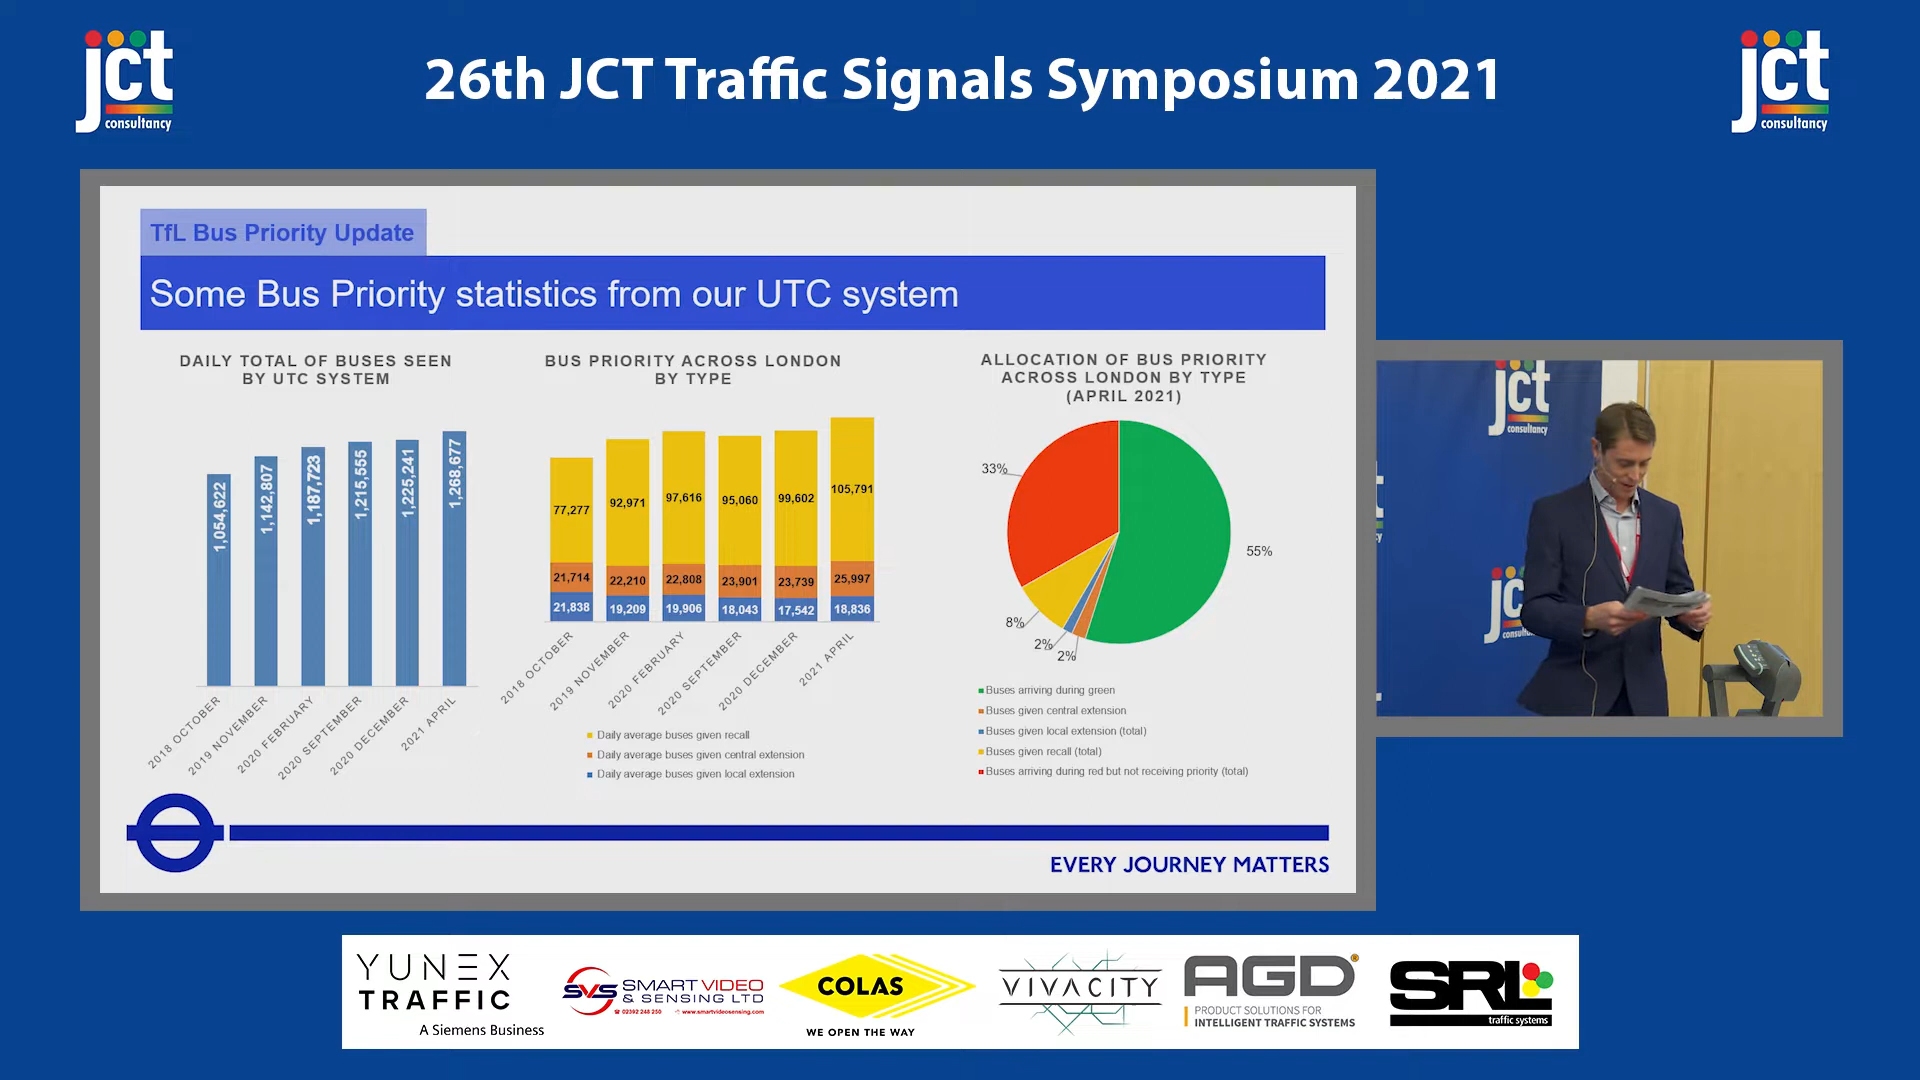 jct
consultancy
26th JCT Traffic Signals Symposium 2021
jct
consultancy
TfL Bus Priority Update
Some Bus Priority statistics from our UTC system
DAILY TOTAL OF BUSES SEEN
BY UTC SYSTEM
1,054,622
1,142,807
1,187,723
1,215,555
1,225,241
1,268,677
2018 OCTOBER
2019 NOVEMBER
2020 FEBRUARY
2020 SEPTEMBER
2020 DECEMBER
2021 APRIL
BUS PRIORITY ACROSS LONDON
BY TYPE
77,277
92,971
97,616
95,060
99,602
105,791
21,714
22,210
22,808
23,901
23,739
25,997
21,838
19,209
19,906
18,043
17,542
18,836
2018 OCTOBER
2019 NOVEMBER
2020 FEBRUARY
2020 SEPTEMBER
2020 DECEMBER
2021 APRIL
Daily average buses given recall
Daily average buses given central extension
Daily average buses given local extension
ALLOCATION OF BUS PRIORITY
ACROSS LONDON BY TYPE
(APRIL 2021)
33%
55%
8%
2%
2%
Buses arriving during green
Buses given central extension
Buses given local extension (total)
Buses given recall (total)
Buses arriving during red but not receiving priority (total)
EVERY JOURNEY MATTERS
jct
consultancy
jc
consult
YUNEX
TRAFFIC
A Siemens Business
SVS SMART VIDEO
& SENSING LTD
02392 248 250 www.smartvideosensing.com
COLAS
WE OPEN THE WAY
VIVACITY
AGD
PRODUCT SOLUTIONS FOR
INTELLIGENT TRAFFIC SYSTEMS
SRL
traffic systems